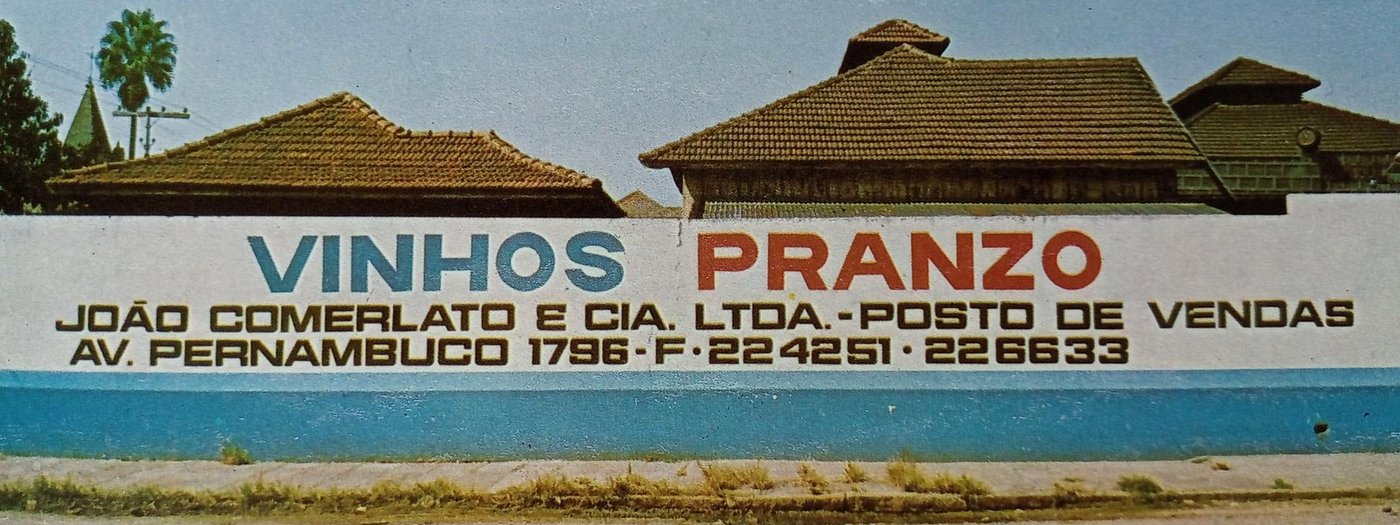 VINHOS PRANZO
JOÃO COMERLATO E CIA. LTDA.-POSTO DE VENDAS
AV. PERNAMBUCO 1796-F·224251·226633